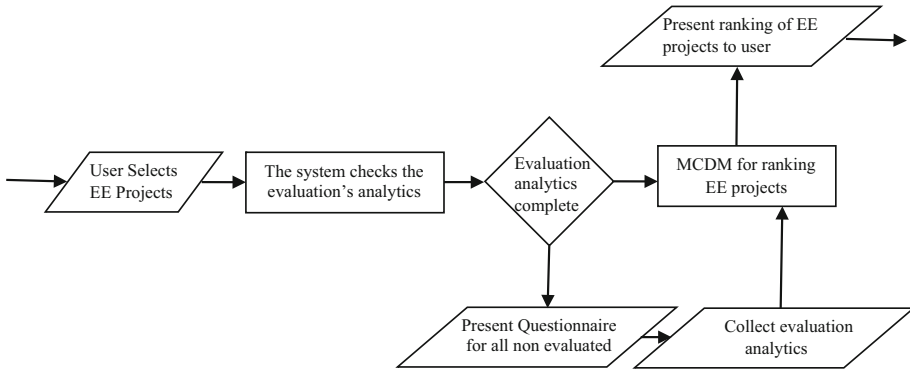 User Selects
EE Projects
The system checks the
evaluation's analytics
Evaluation
analytics
complete
MCDM for ranking
EE projects
Present ranking of EE
projects to user
Present Questionnaire
for all non evaluated
Collect evaluation
analytics